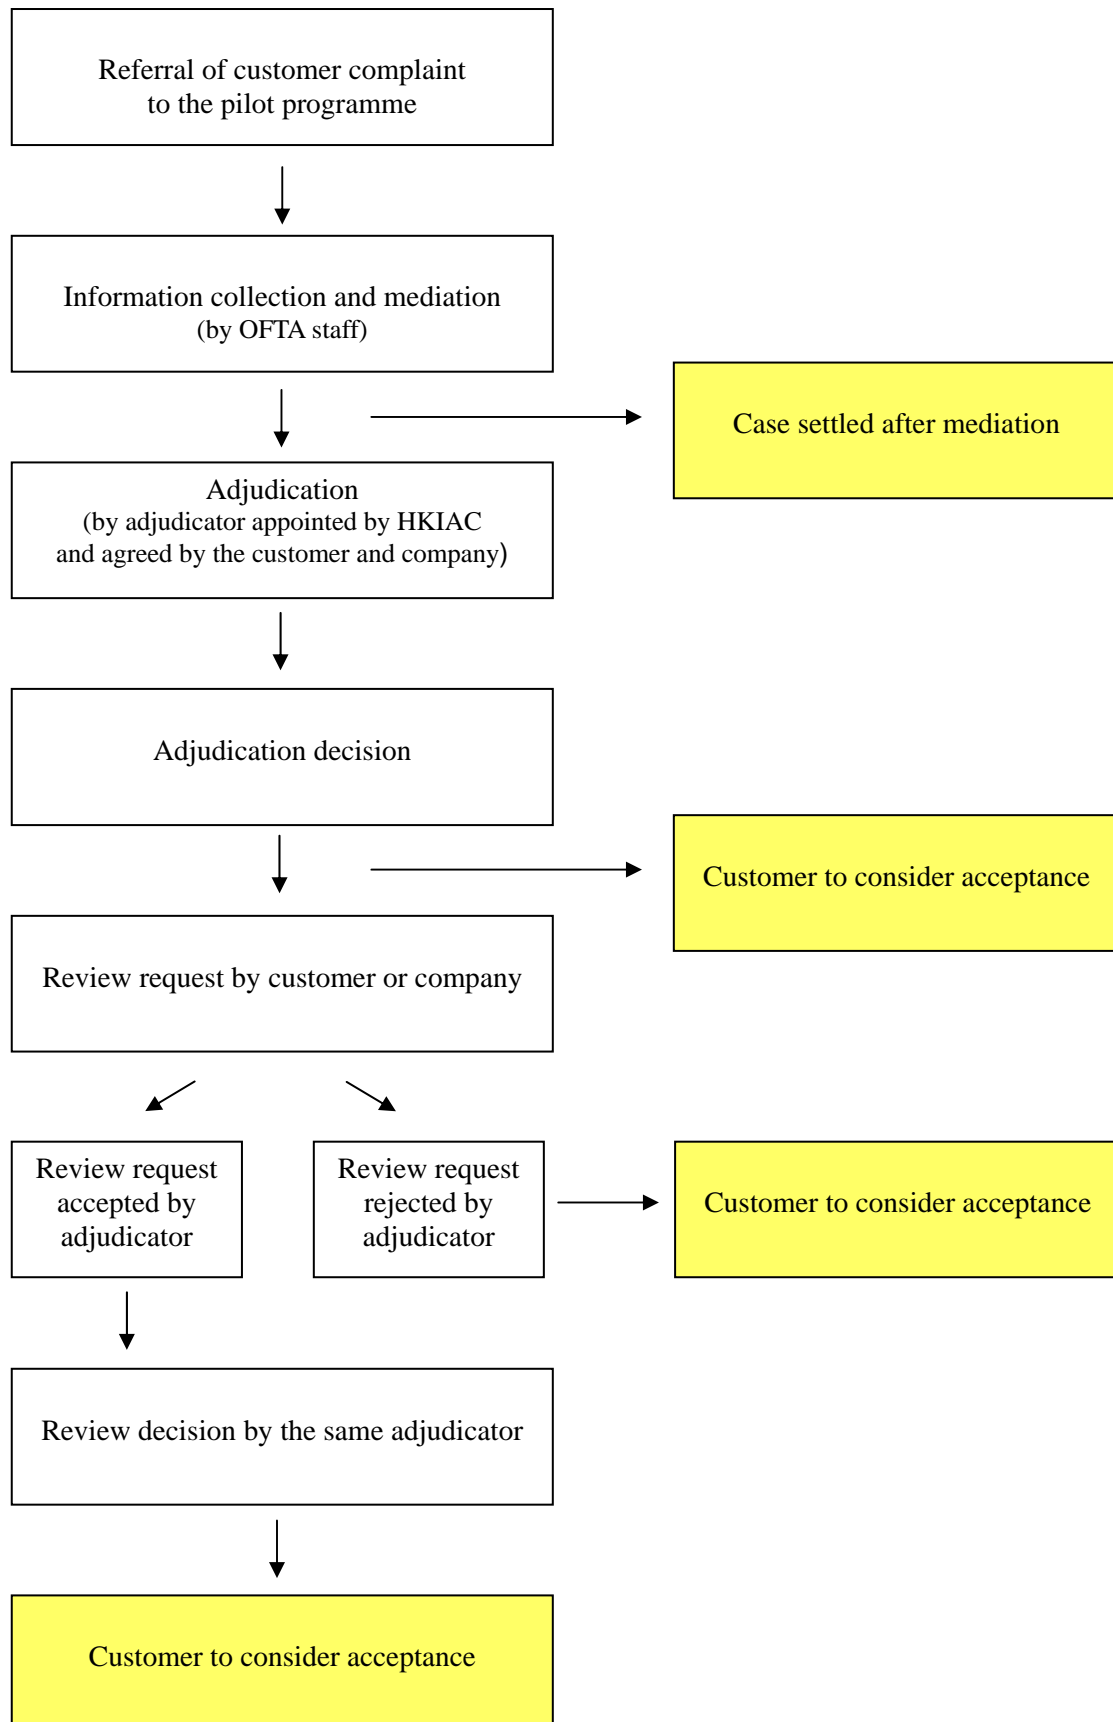 Referral of customer complaint
to the pilot programme
Information collection and mediation
(by OFTA staff)
Case settled after mediation
Adjudication
(by adjudicator appointed by HKIAC
and agreed by the customer and company)
Adjudication decision
Customer to consider acceptance
Review request by customer or company
Review request
accepted by
adjudicator
Review request
rejected by
adjudicator
Customer to consider acceptance
Review decision by the same adjudicator
Customer to consider acceptance